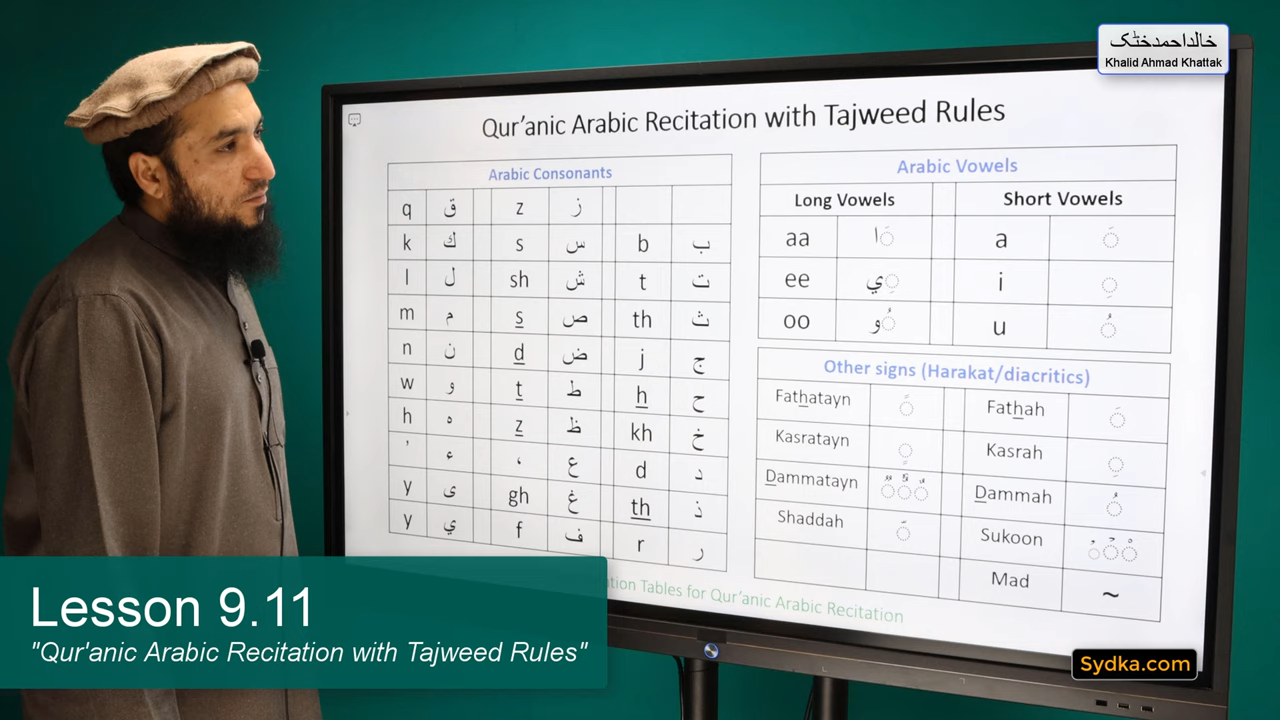 خالداحمدخٹک
Khalid Ahmad Khattak
Qur’anic Arabic Recitation with Tajweed Rules
Arabic Consonants
q ق z ز
k ك s س b ب
l ل sh ش t ت
m م s ص th ث
n ن d ض j ج
w و t ط h ح
h ه z ظ kh خ
’ ء ‘ ع d د
y ى gh غ th ذ
y ي f ف r ر
Arabic Vowels
Long Vowels Short Vowels
aa ◌َا a ◌َ
ee ◌ِي i ◌ِ
oo ◌ُو u ◌ُ
Other signs (Harakat/diacritics)
Fathatayn ◌ً Fathah ◌َ
Kasratayn ◌ٍ Kasrah ◌ِ
Dammatayn Dammah ◌ُ
Shaddah ◌ّ Sukoon
Mad ~
Tables for Qur’anic Arabic Recitation
Lesson 9.11
"Qur'anic Arabic Recitation with Tajweed Rules"
Sydka.com